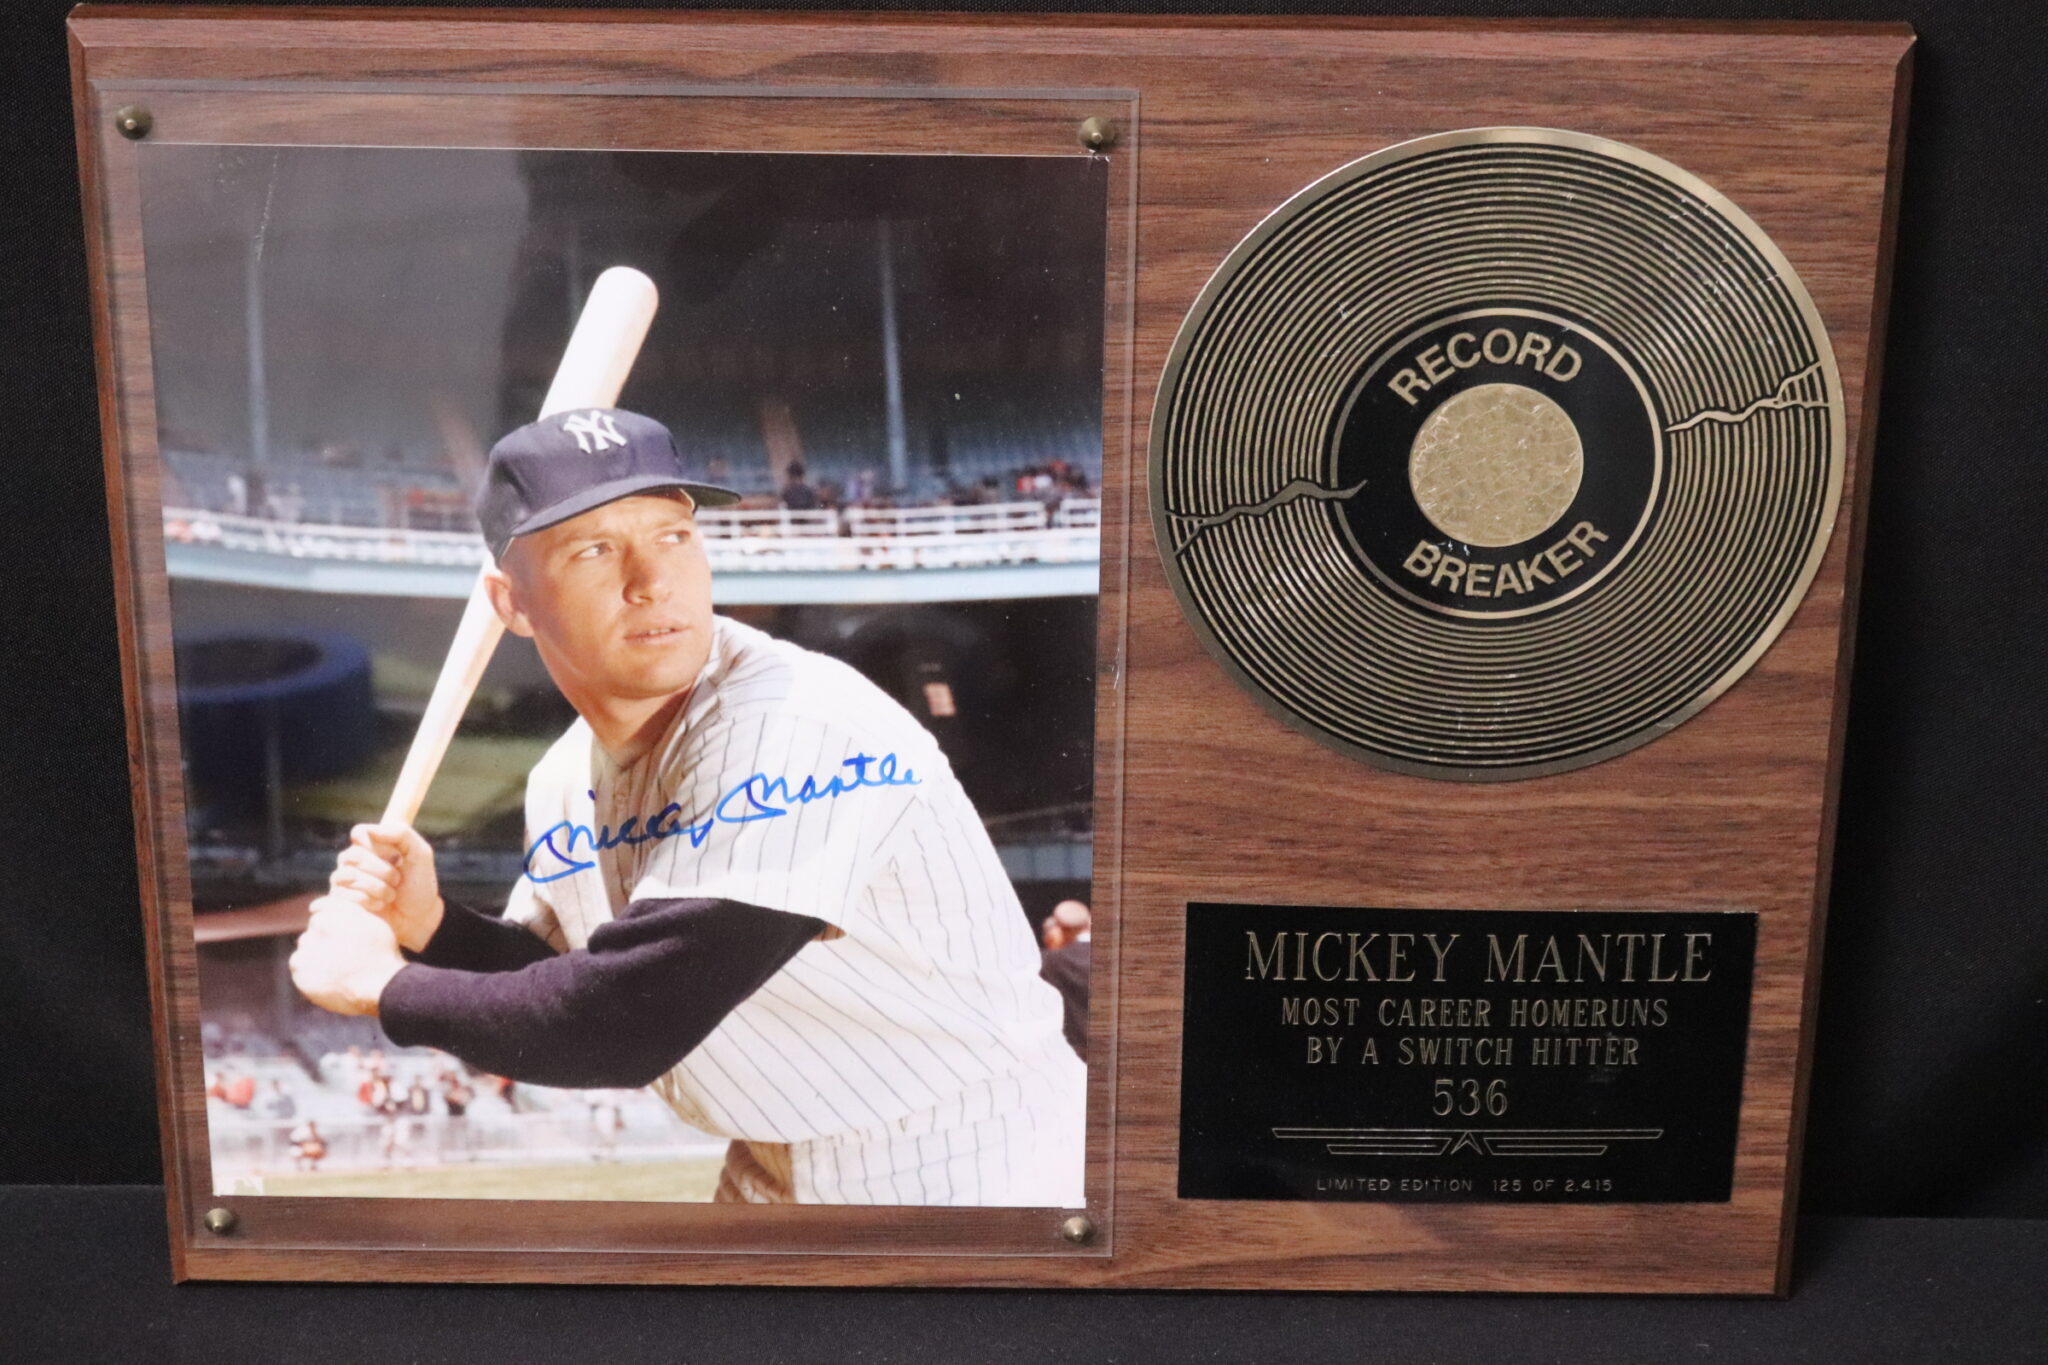 NY
Mickey Mantle
RECORD
BREAKER
MICKEY MANTLE
MOST CAREER HOMERUNS
BY A SWITCH HITTER
536
LIMITED EDITION 125 OF 2,415